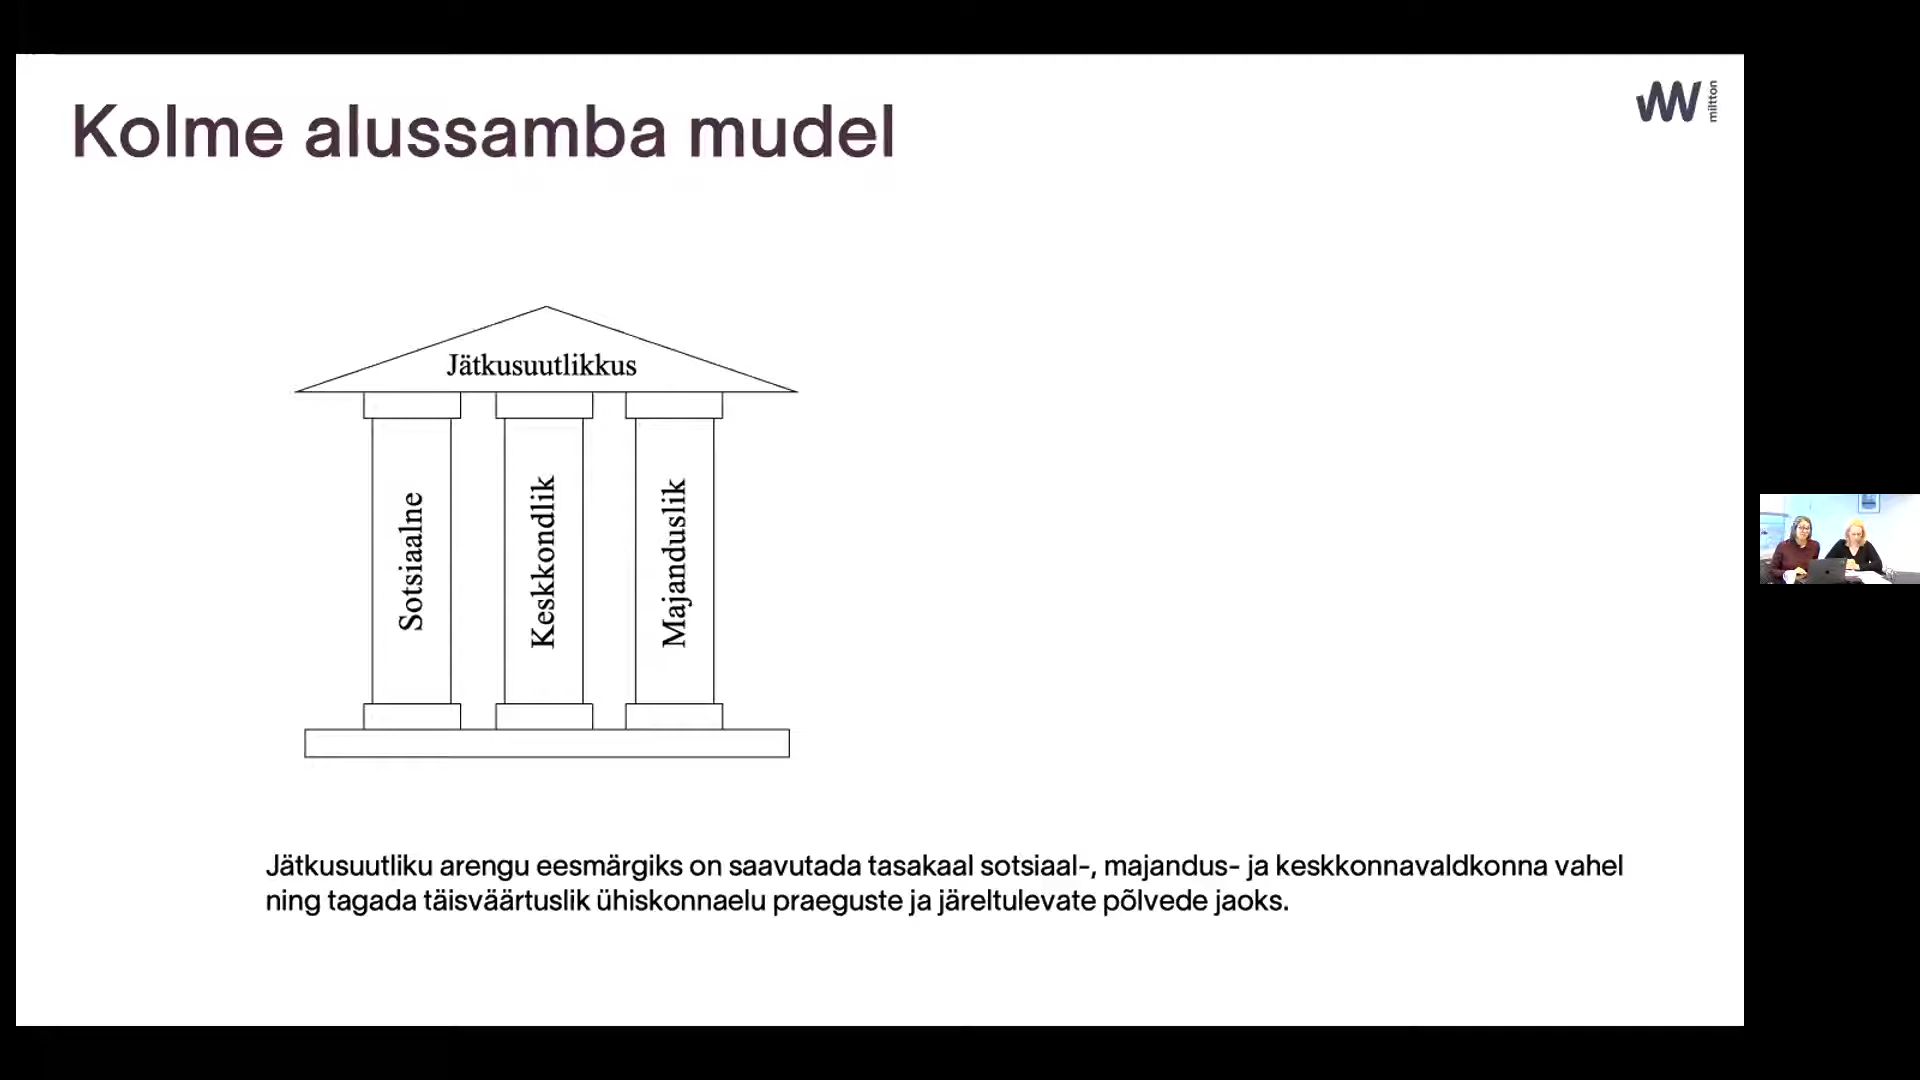 Kolme alussamba mudel
miltton
Jätkusuutlikkus
Sotsiaalne
Keskkondlik
Majanduslik
Jätkusuutliku arengu eesmärgiks on saavutada tasakaal sotsiaal-, majandus- ja keskkonnavaldkonna vahel
ning tagada täisväärtuslik ühiskonnaelu praeguste ja järeltulevate põlvede jaoks.